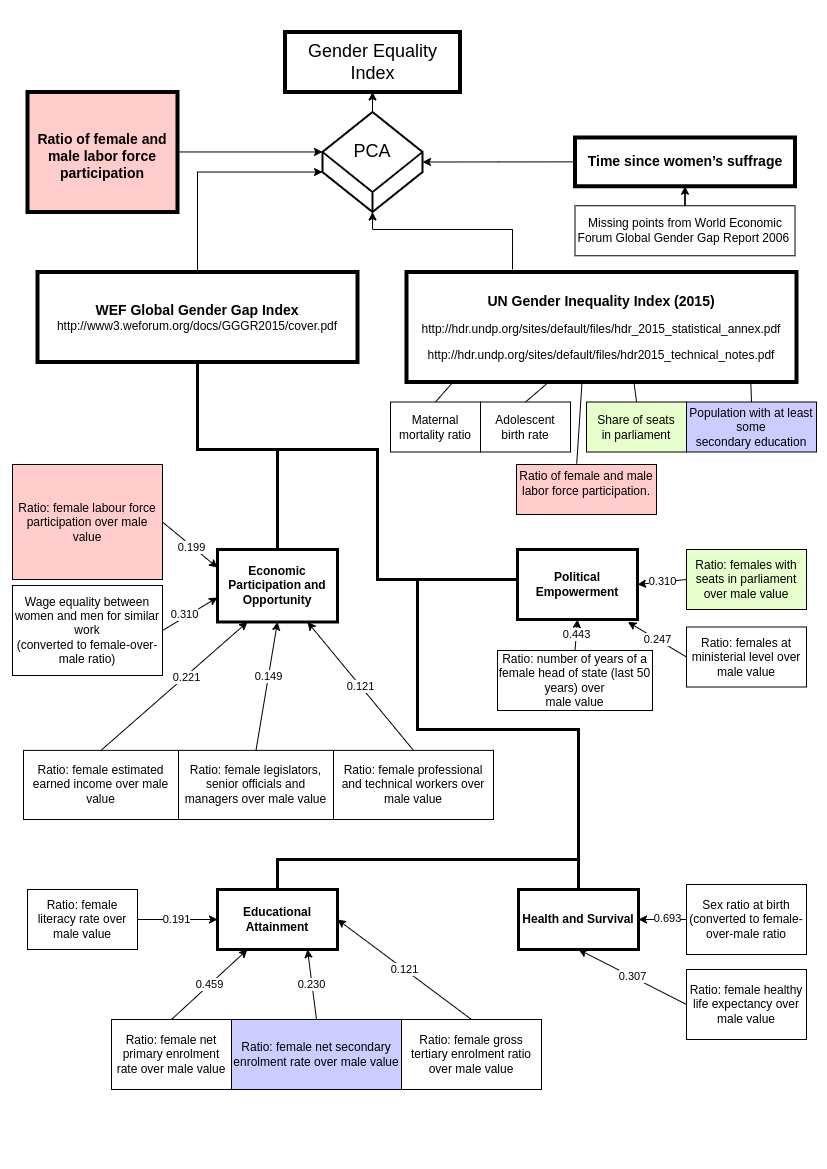 Gender Equality
Index
Ratio of female and
male labor force
participation
PCA
Time since women's suffrage
Missing points from World Economic
Forum Global Gender Gap Report 2006
WEF Global Gender Gap Index
http://www3.weforum.org/docs/GGGR2015/cover.pdf
UN Gender Inequality Index (2015)
http://hdr.undp.org/sites/default/files/hdr_2015_statistical_annex.pdf
http://hdr.undp.org/sites/default/files/hdr2015_technical_notes.pdf
Maternal
mortality ratio
Adolescent
birth rate
Share of seats
in parliament
Population with at least
some
secondary education
Ratio of female and male
labor force participation.
Ratio: female labour force
participation over male
value
0.199
Wage equality between
women and men for similar
work
(converted to female-over-
male ratio)
0.310
Economic
Participation and
Opportunity
Political
Empowerment
0.310
Ratio: females with
seats in parliament
over male value
0.443
0.247
Ratio: females at
ministerial level over
male value
Ratio: number of years of a
female head of state (last 50
years) over
male value
0.221
0.149
0.121
Ratio: female estimated
earned income over male
value
Ratio: female legislators,
senior officials and
managers over male value
Ratio: female professional
and technical workers over
male value
Ratio: female
literacy rate over
male value
0.191
Educational
Attainment
Health and Survival
0.693
Sex ratio at birth
(converted to female-
over-male ratio
0.459
0.230
0.121
0.307
Ratio: female healthy
life expectancy over
male value
Ratio: female net
primary enrolment
rate over male value
Ratio: female net secondary
enrolment rate over male value
Ratio: female gross
tertiary enrolment ratio
over male value